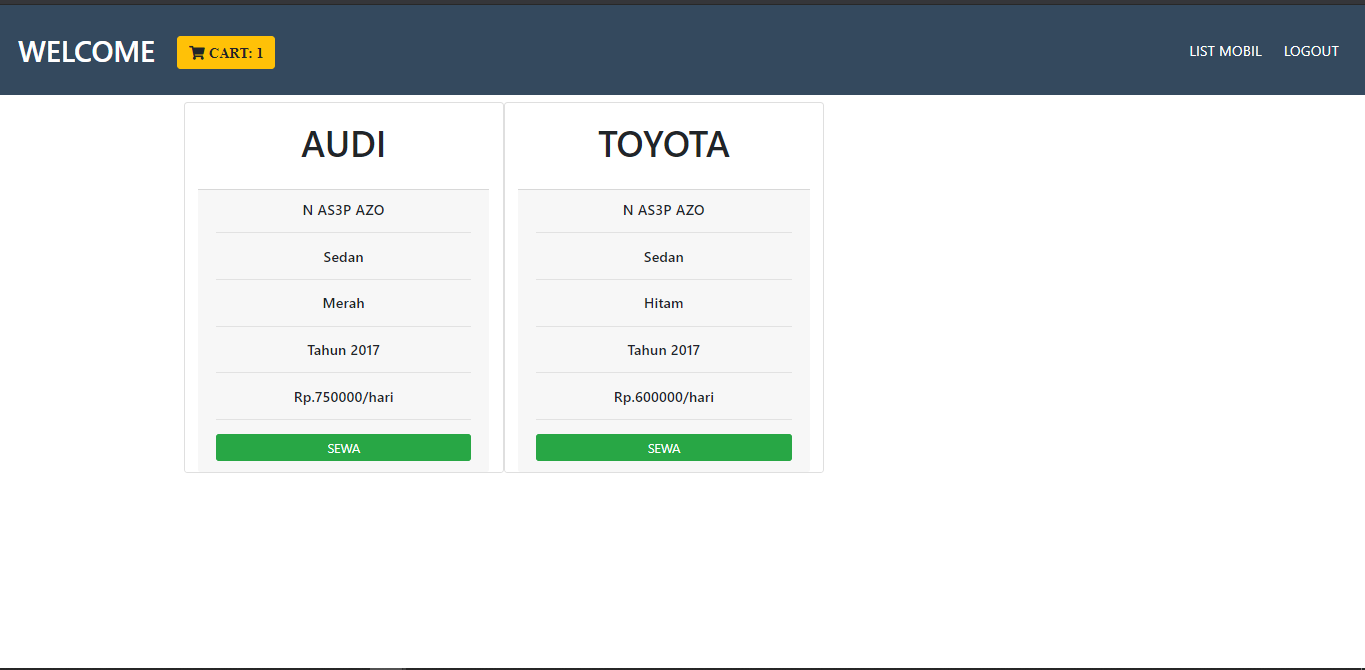 WELCOME
CART: 1
LIST MOBIL
LOGOUT
AUDI
N AS3P AZO
Sedan
Merah
Tahun 2017
Rp.750000/hari
SEWA
TOYOTA
N AS3P AZO
Sedan
Hitam
Tahun 2017
Rp.600000/hari
SEWA